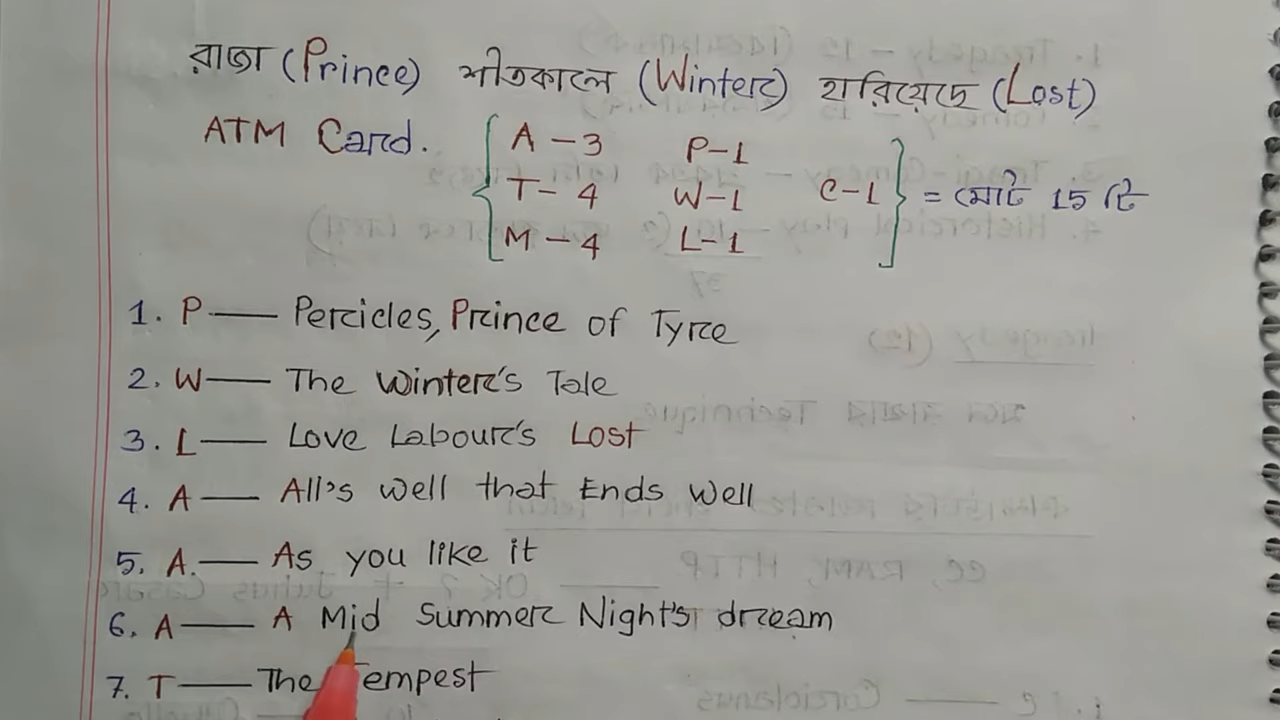 রাজা (Prince) শীতকালে (Winter) হারিয়েছে (Lost)
ATM Card. { A - 3 P - 1
T - 4 W - 1 C - 1 } = মোট 15 টি
M - 4 L - 1
1. P — Pericles, Prince of Tyre
2. W — The Winter's Tale
3. L — Love Labour's Lost
4. A — All's well that Ends Well
5. A. — As you like it
6. A — A Mid Summer Night's dream
7. T — The Tempest